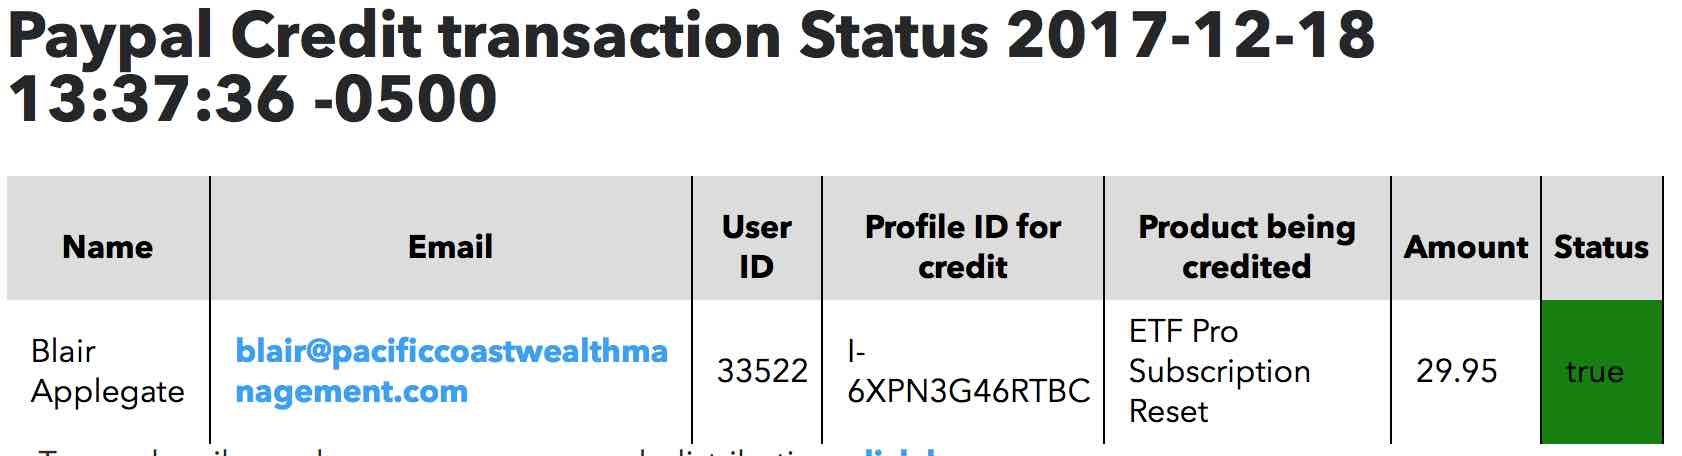 Paypal Credit transaction Status 2017-12-18
13:37:36 -0500
Name Email User ID Profile ID for credit Product being credited Amount Status
Blair Applegate blair@pacificcoastwealthmanagement.com 33522 I-6XPN3G46RTBC ETF Pro Subscription Reset 29.95 true